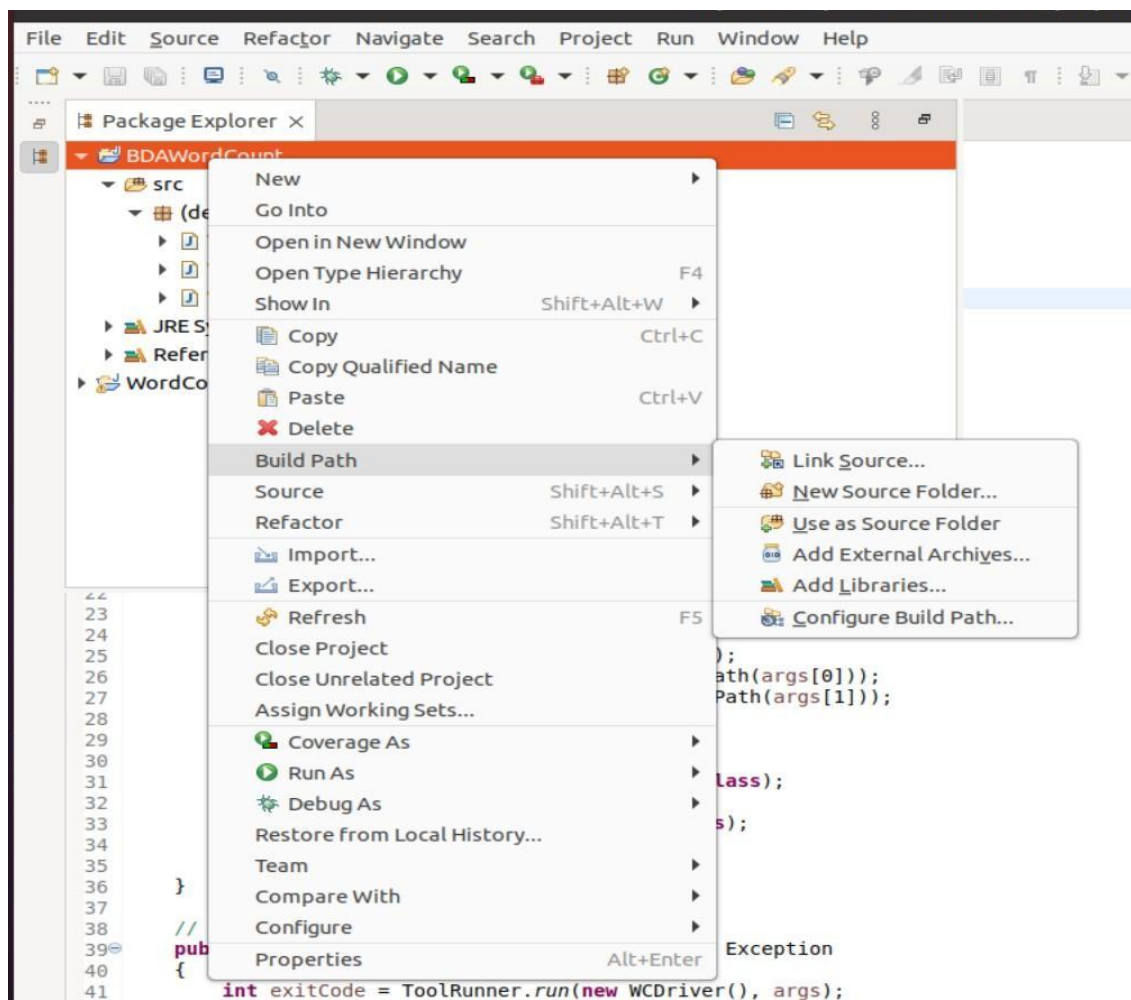 File Edit Source Refactor Navigate Search Project Run Window Help
Package Explorer
BDAWordCount
src
(de
JRE Sy
Refer
WordCo
New
Go Into
Open in New Window
Open Type Hierarchy F4
Show In Shift+Alt+W
Copy Ctrl+C
Copy Qualified Name
Paste Ctrl+V
Delete
Build Path
Source Shift+Alt+S
Refactor Shift+Alt+T
Import...
Export...
Refresh F5
Close Project
Close Unrelated Project
Assign Working Sets...
Coverage As
Run As
Debug As
Restore from Local History...
Team
Compare With
Configure
Properties Alt+Enter
Link Source...
New Source Folder...
Use as Source Folder
Add External Archives...
Add Libraries...
Configure Build Path...
22
23
24
25 );
26 ath(args[0]));
27 Path(args[1]));
28
29
30
31 lass);
32
33 s);
34
35
36 }
37
38 //
39 pub Exception
40 {
41 int exitCode = ToolRunner.run(new WCDriver(), args);